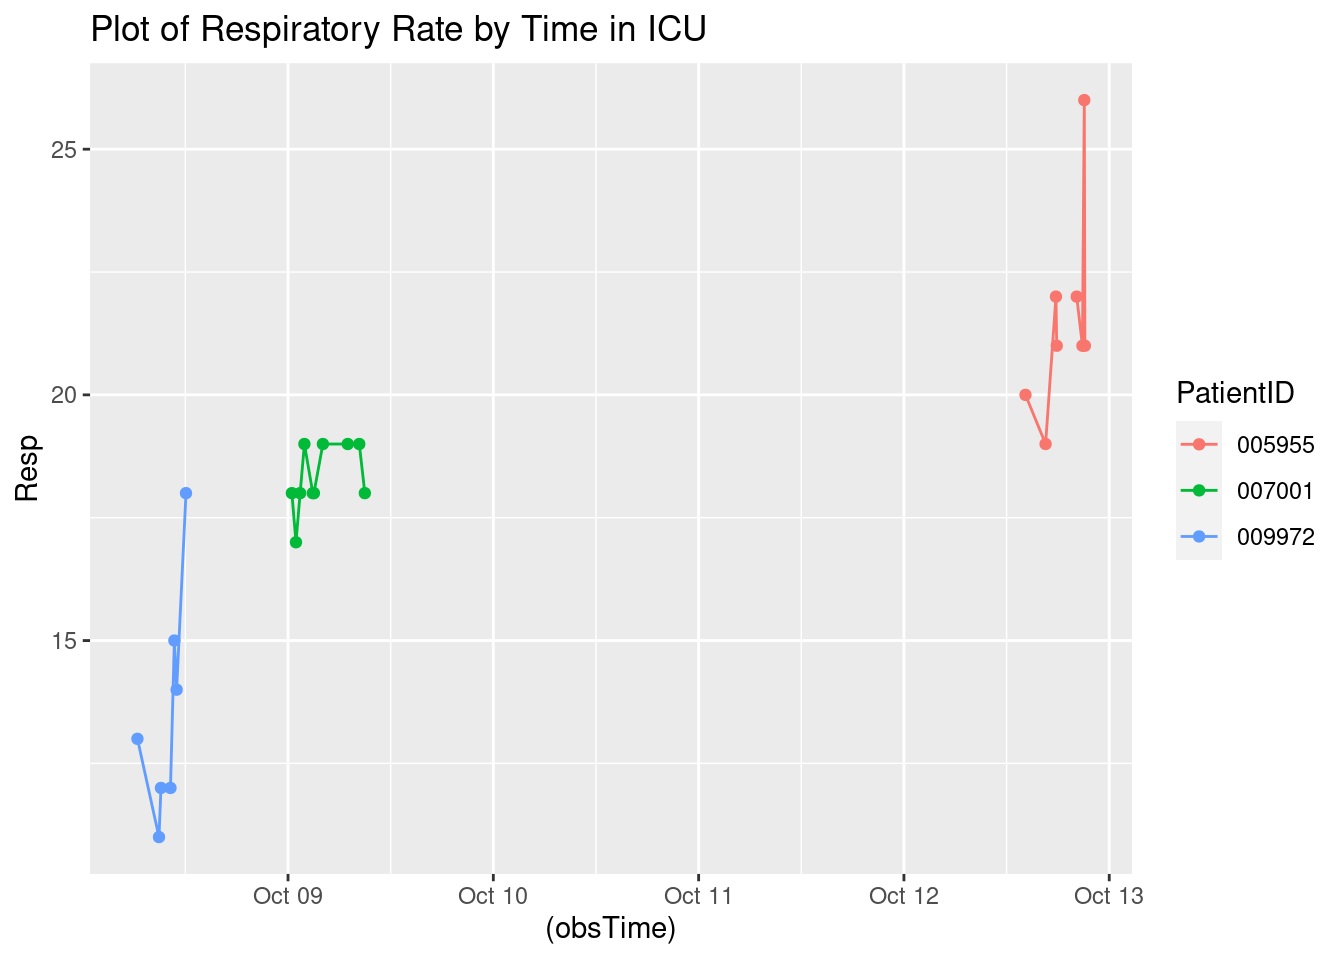 Plot of Respiratory Rate by Time in ICU
25
20
15
Resp
Oct 09 Oct 10 Oct 11 Oct 12 Oct 13
(obsTime)
PatientID
005955
007001
009972